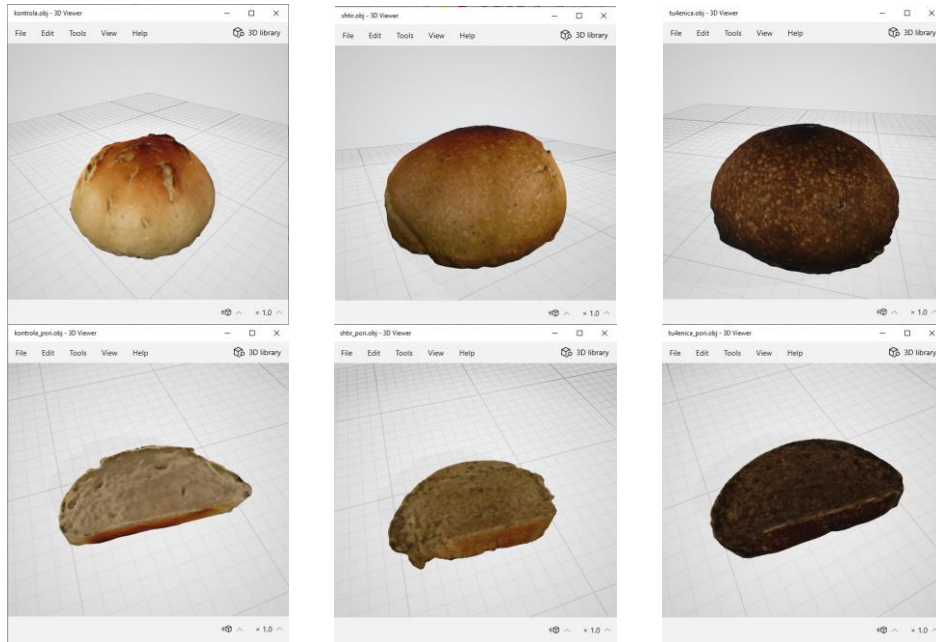 kontrola.obj - 3D Viewer
File Edit Tools View Help 3D library
× 1.0
shtir.obj - 3D Viewer
File Edit Tools View Help 3D library
× 1.0
tu4enica.obj - 3D Viewer
File Edit Tools View Help 3D library
× 1.0
kontrola_pori.obj - 3D Viewer
File Edit Tools View Help 3D library
× 1.0
shtir_pori.obj - 3D Viewer
File Edit Tools View Help 3D library
× 1.0
tu4enica_pori.obj - 3D Viewer
File Edit Tools View Help 3D library
× 1.0